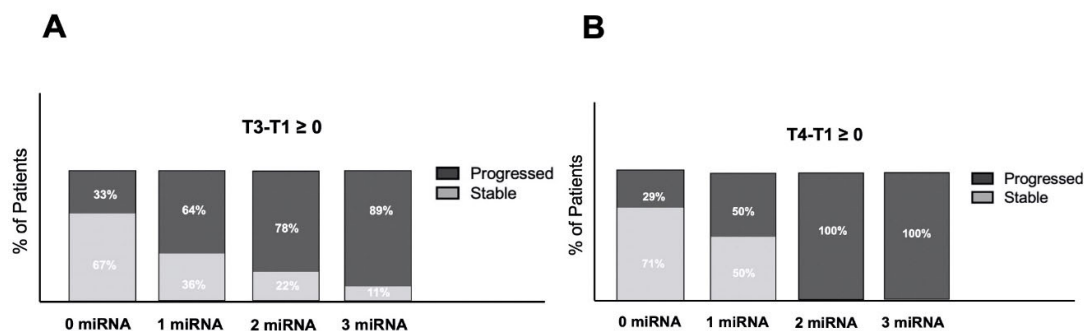 A
T3-T1 ≥ 0
% of Patients
Progressed
Stable
33%
64%
78%
89%
67%
36%
22%
11%
0 miRNA 1 miRNA 2 miRNA 3 miRNA
B
T4-T1 ≥ 0
% of Patients
Progressed
Stable
29%
50%
100%
100%
71%
50%
0 miRNA 1 miRNA 2 miRNA 3 miRNA